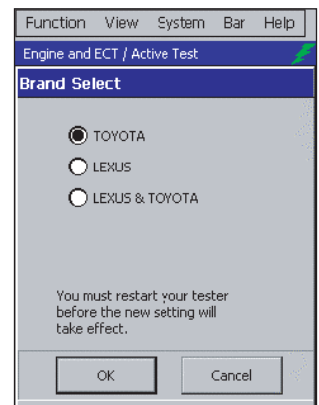 Function View System Bar Help
Engine and ECT / Active Test
Brand Select
TOYOTA
LEXUS
LEXUS & TOYOTA
You must restart your tester
before the new setting will
take effect.
OK Cancel